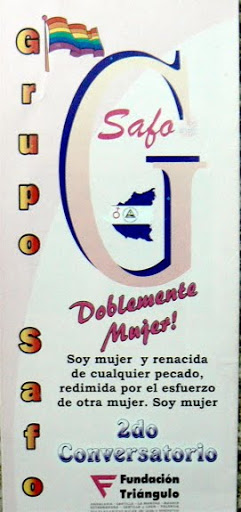 Grupo Safo
G
Safo
Doblemente
Mujer!
Soy mujer y renacida
de cualquier pecado,
redimida por el esfuerzo
de otra mujer. Soy mujer
2do
Conversatorio
Fundación
Triángulo